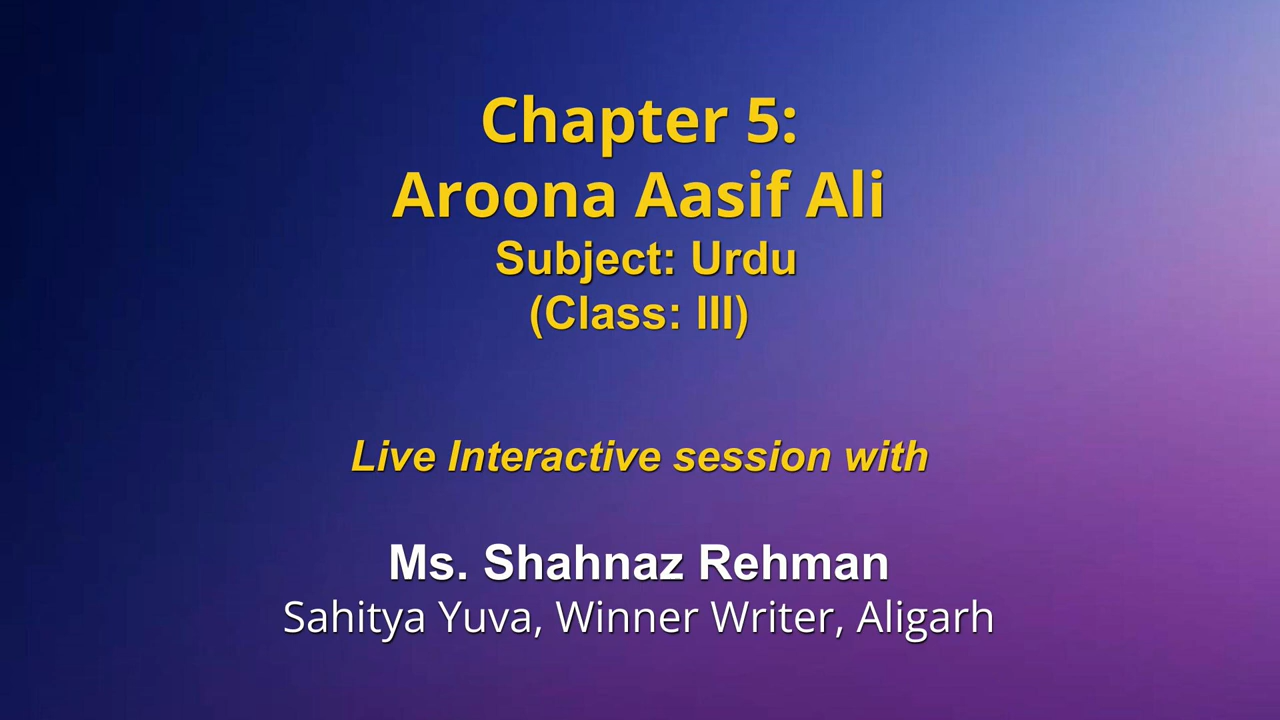 Chapter 5:
Aroona Aasif Ali
Subject: Urdu
(Class: III)
Live Interactive session with
Ms. Shahnaz Rehman
Sahitya Yuva, Winner Writer, Aligarh